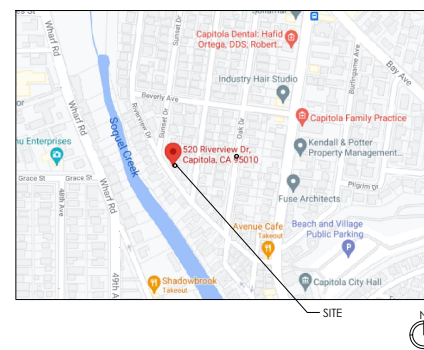 Wharf Rd
Sunset Dr
Capitola Dental: Hafid
Ortega, DDS, Robert...
Bay Ave
Burlingame Ave
Industry Hair Studio
Beverly Ave
Riverview Dr
Sunset Dr
Oak Dr
Capitola Family Practice
Soquel Creek
nu Enterprises
520 Riverview Dr,
Capitola, CA 95010
Kendall & Potter
Property Management...
Grace St
Grace St
48th Ave
Wharf Rd
Pilgrim Dr
Fuse Architects
Avenue Cafe
Takeout
Beach and Village
Public Parking
49th A
Shadowbrook
Takeout
Capitola City Hall
SITE
N